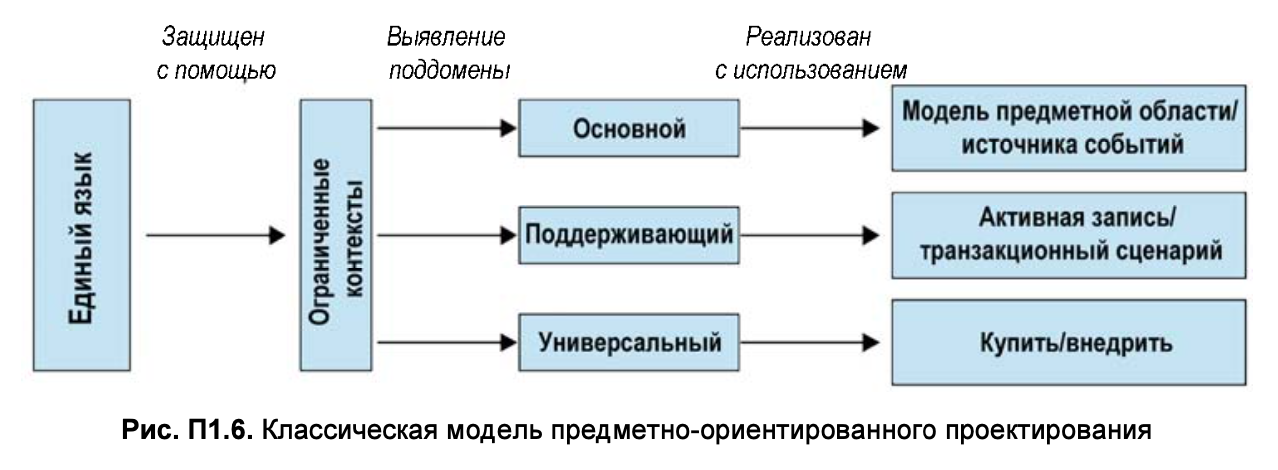 Защищен
с помощью
Выявление
поддомены
Реализован
с использованием
Единый язык
Ограниченные
контексты
Основной
Модель предметной области/
источника событий
Поддерживающий
Активная запись/
транзакционный сценарий
Универсальный
Купить/внедрить
Рис. П1.6. Классическая модель предметно-ориентированного проектирования